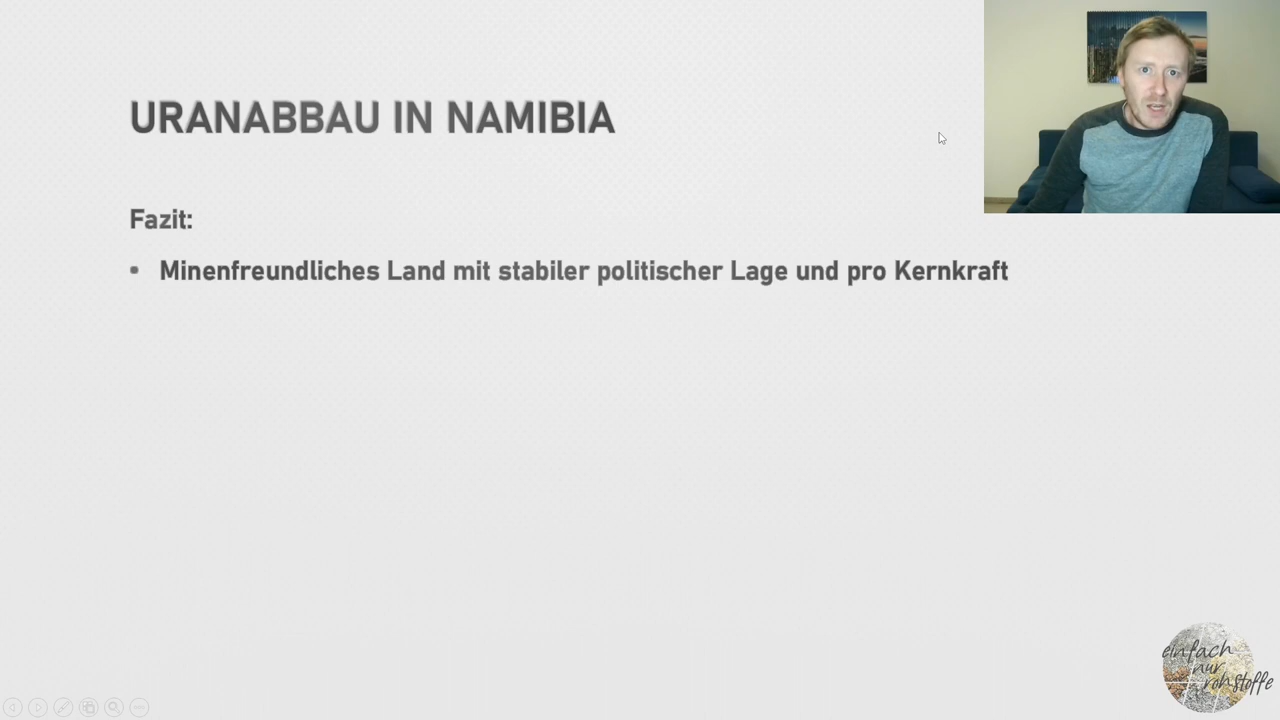 URANABBAU IN NAMIBIA
Fazit:
• Minenfreundliches Land mit stabiler politischer Lage und pro Kernkraft
einfach
nur
rohstoffe